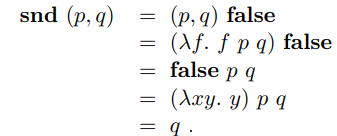 snd (p, q) = (p, q) false
= (λf. f p q) false
= false p q
= (λxy. y) p q
= q .